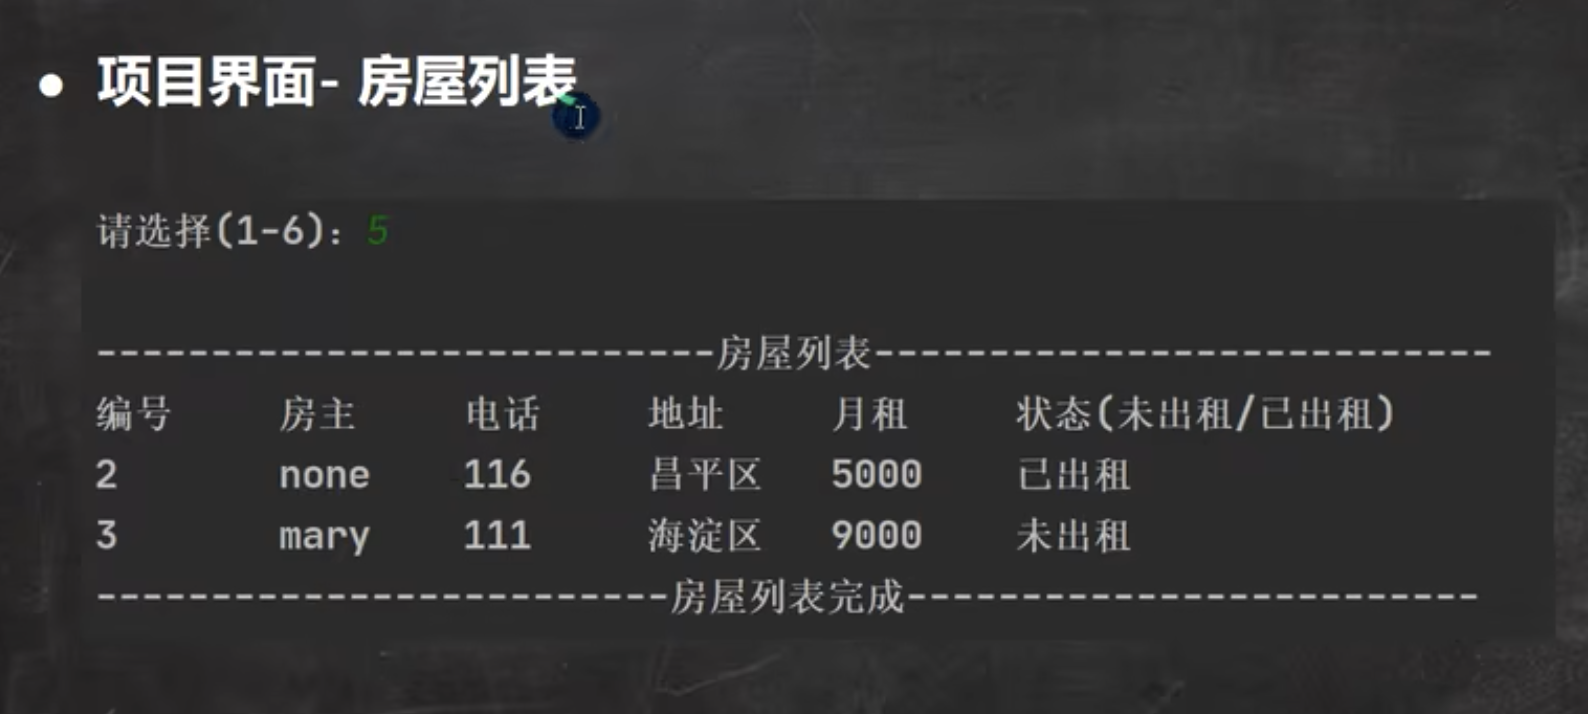 • 项目界面- 房屋列表
请选择(1-6): 5
---------------------------房屋列表---------------------------
编号 房主 电话 地址 月租 状态(未出租/已出租)
2 none 116 昌平区 5000 已出租
3 mary 111 海淀区 9000 未出租
-------------------------房屋列表完成-------------------------